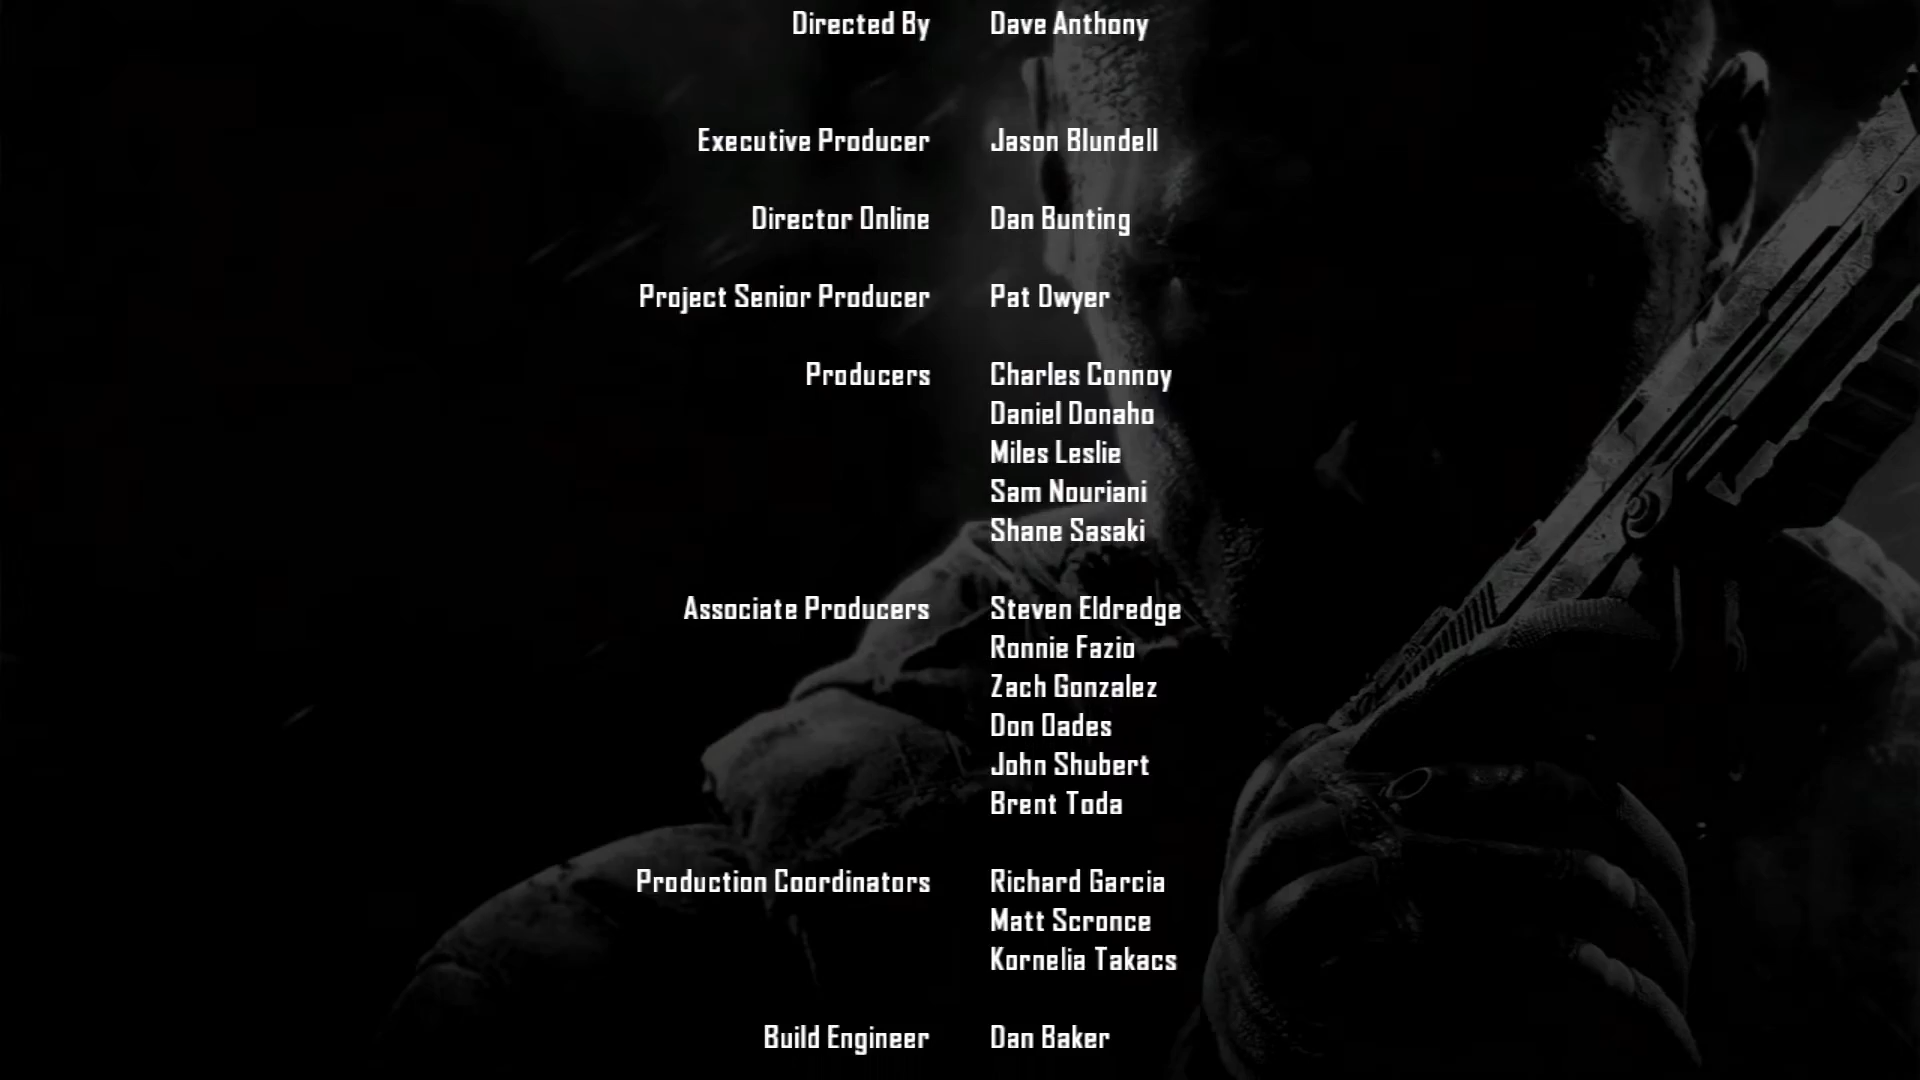 Directed By Dave Anthony
Executive Producer Jason Blundell
Director Online Dan Bunting
Project Senior Producer Pat Dwyer
Producers Charles Connoy
Daniel Donaho
Miles Leslie
Sam Nouriani
Shane Sasaki
Associate Producers Steven Eldredge
Ronnie Fazio
Zach Gonzalez
Don Oades
John Shubert
Brent Toda
Production Coordinators Richard Garcia
Matt Scronce
Kornelia Takacs
Build Engineer Dan Baker